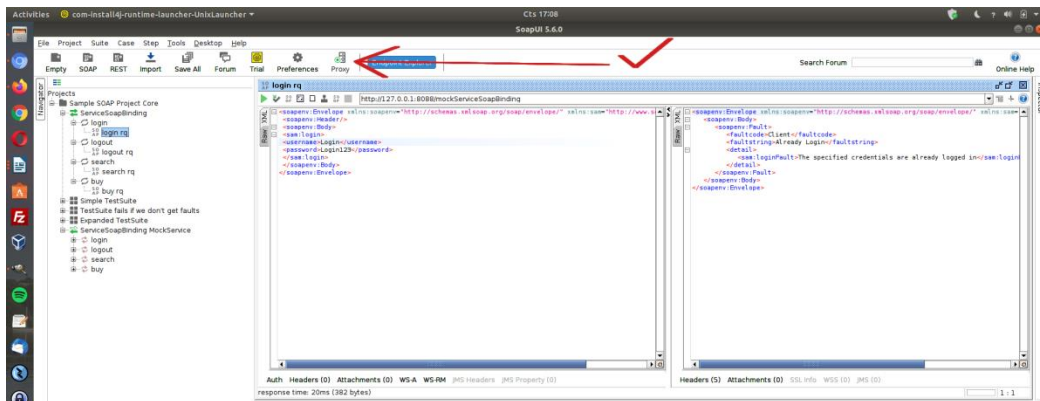 Activities com-install4j-runtime-launcher-UnixLauncher Cts 17:08
SoapUI 5.6.0
File Project Suite Case Step Tools Desktop Help
Empty SOAP REST Import Save All Forum Trial Preferences Proxy
Search Forum Online Help
Navigator
Projects
Sample SOAP Project Core
ServiceSoapBinding
login
login rq
logout
logout rq
search
search rq
buy
buy rq
Simple TestSuite
TestSuite fails if we don't get faults
Expanded TestSuite
ServiceSoapBinding MockService
login
logout
search
buy
login rq
http://127.0.0.1:8088/mockServiceSoapBinding
XML
Raw
<soapenv:Envelope xmlns:soapenv="http://schemas.xmlsoap.org/soap/envelope/" xmlns:sam="http://www.s
<soapenv:Header/>
<soapenv:Body>
<sam:login>
<username>Login</username>
<password>Login123</password>
</sam:login>
</soapenv:Body>
</soapenv:Envelope>
XML
Raw
<soapenv:Envelope xmlns:soapenv="http://schemas.xmlsoap.org/soap/envelope/" xmlns:sam=
<soapenv:Body>
<soapenv:Fault>
<faultcode>Client</faultcode>
<faultstring>Already Login</faultstring>
<detail>
<sam:loginFault>The specified credentials are already logged in</sam:login
</detail>
</soapenv:Fault>
</soapenv:Body>
</soapenv:Envelope>
Auth Headers (0) Attachments (0) WS-A WS-RM JMS Headers JMS Property (0)
Headers (5) Attachments (0) SSL Info WSS (0) JMS (0)
response time: 20ms (382 bytes)
1 : 1